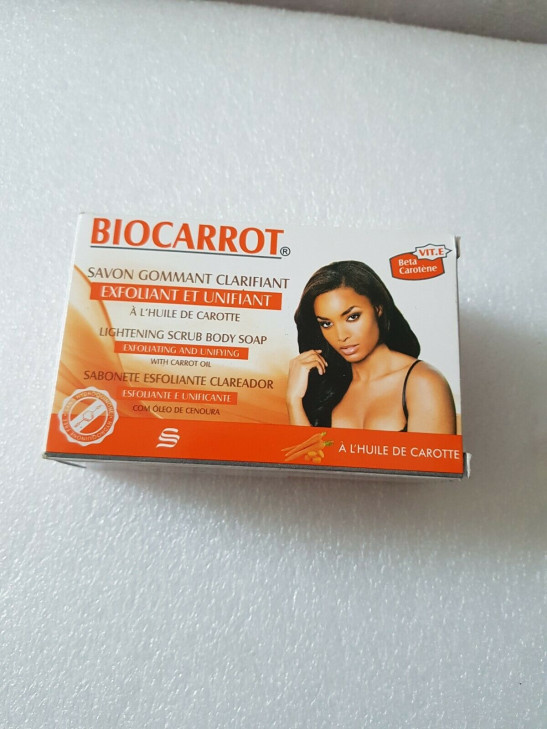 BIOCARROT®
SAVON GOMMANT CLARIFIANT
EXFOLIANT ET UNIFIANT
À L'HUILE DE CAROTTE
LIGHTENING SCRUB BODY SOAP
EXFOLIATING AND UNIFYING
WITH CARROT OIL
SABONETE ESFOLIANTE CLAREADOR
ESFOLIANTE E UNIFICANTE
COM ÓLEO DE CENOURA
VIT.E
Beta
Carotène
À L'HUILE DE CAROTTE